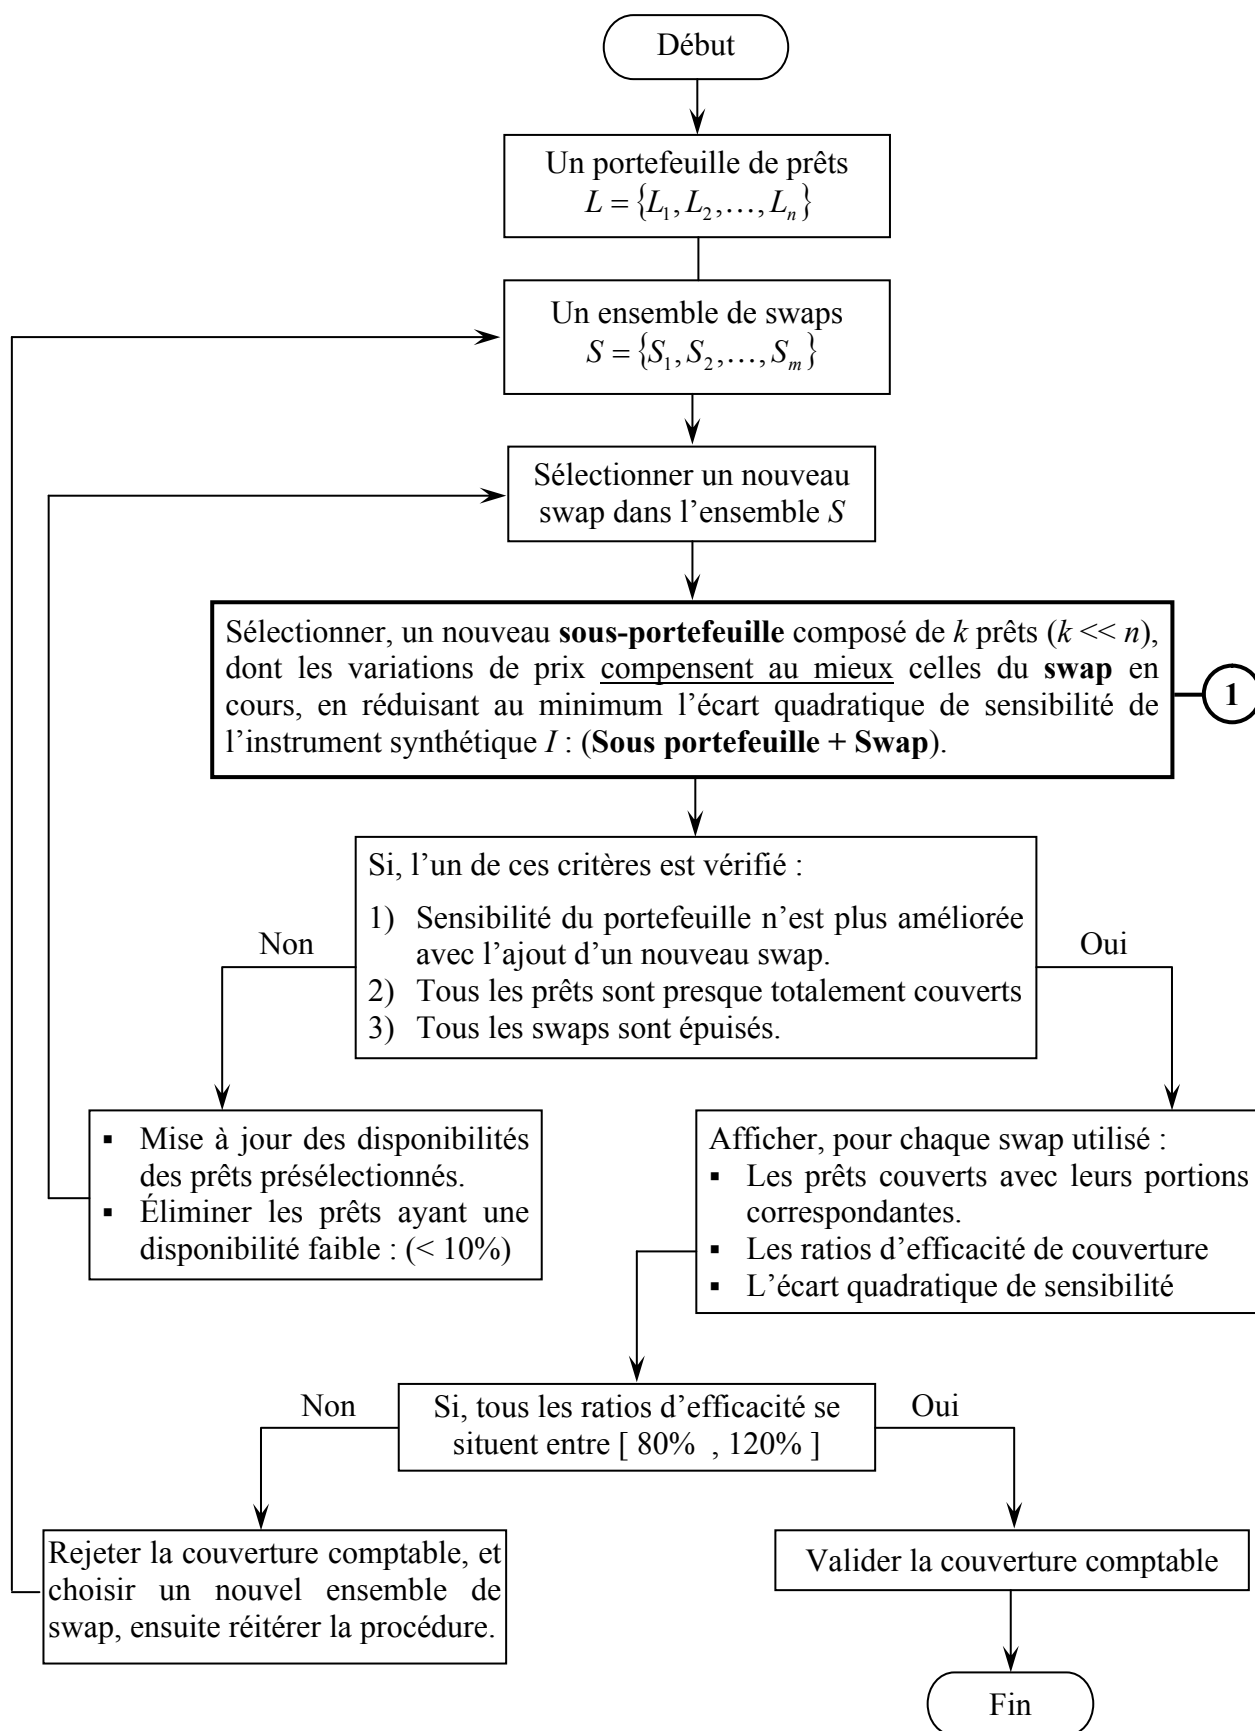 Début
Un portefeuille de prêts
L = {L₁, L₂, …, Lₙ}
Un ensemble de swaps
S = {S₁, S₂, …, Sₘ}
Sélectionner un nouveau
swap dans l’ensemble S
Sélectionner, un nouveau sous-portefeuille composé de k prêts (k << n),
dont les variations de prix compensent au mieux celles du swap en
cours, en réduisant au minimum l’écart quadratique de sensibilité de
l’instrument synthétique I : (Sous portefeuille + Swap).
1
Si, l’un de ces critères est vérifié :
1) Sensibilité du portefeuille n’est plus améliorée
avec l’ajout d’un nouveau swap.
2) Tous les prêts sont presque totalement couverts
3) Tous les swaps sont épuisés.
Non
Oui
▪ Mise à jour des disponibilités
des prêts présélectionnés.
▪ Éliminer les prêts ayant une
disponibilité faible : (< 10%)
Afficher, pour chaque swap utilisé :
▪ Les prêts couverts avec leurs portions
correspondantes.
▪ Les ratios d’efficacité de couverture
▪ L’écart quadratique de sensibilité
Non
Si, tous les ratios d’efficacité se
situent entre [ 80% , 120% ]
Oui
Rejeter la couverture comptable, et
choisir un nouvel ensemble de
swap, ensuite réitérer la procédure.
Valider la couverture comptable
Fin